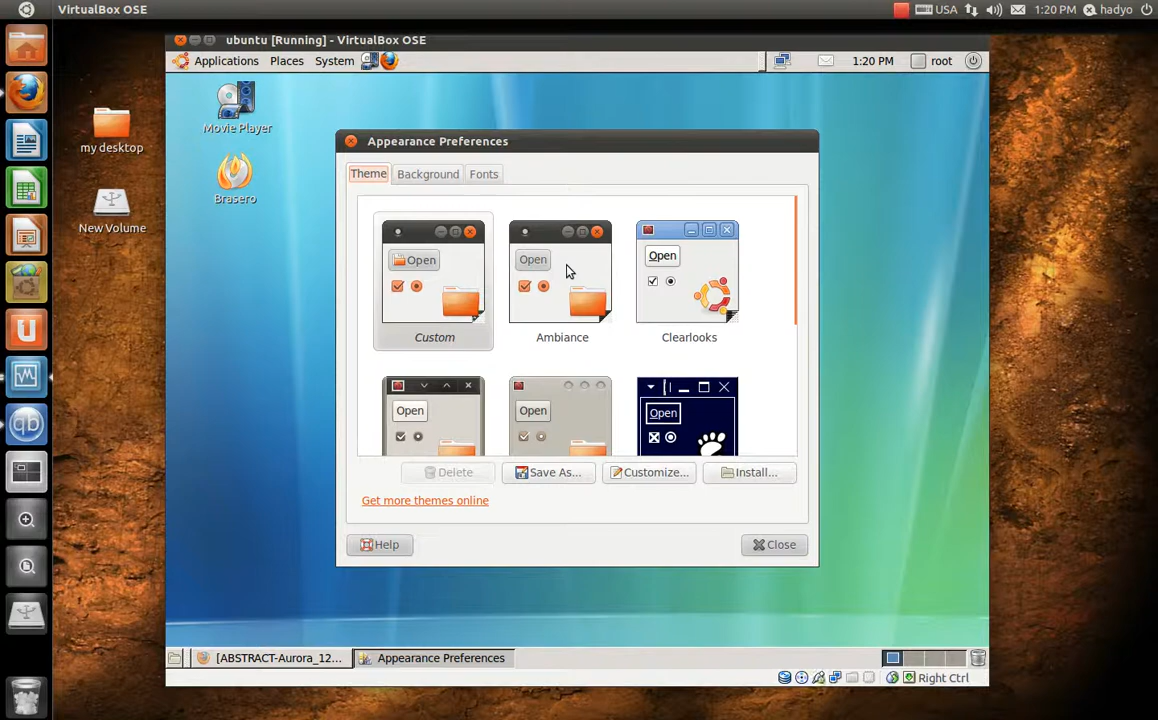 VirtualBox OSE
USA
1:20 PM
hadyo
ubuntu [Running] - VirtualBox OSE
Applications Places System
1:20 PM
root
my desktop
New Volume
Movie Player
Brasero
Appearance Preferences
Theme Background Fonts
Open
Open
Open
Custom
Ambiance
Clearlooks
Open
Open
Open
Delete
Save As...
Customize...
Install...
Get more themes online
Help
Close
[ABSTRACT-Aurora_12...
Appearance Preferences
Right Ctrl
U
qb